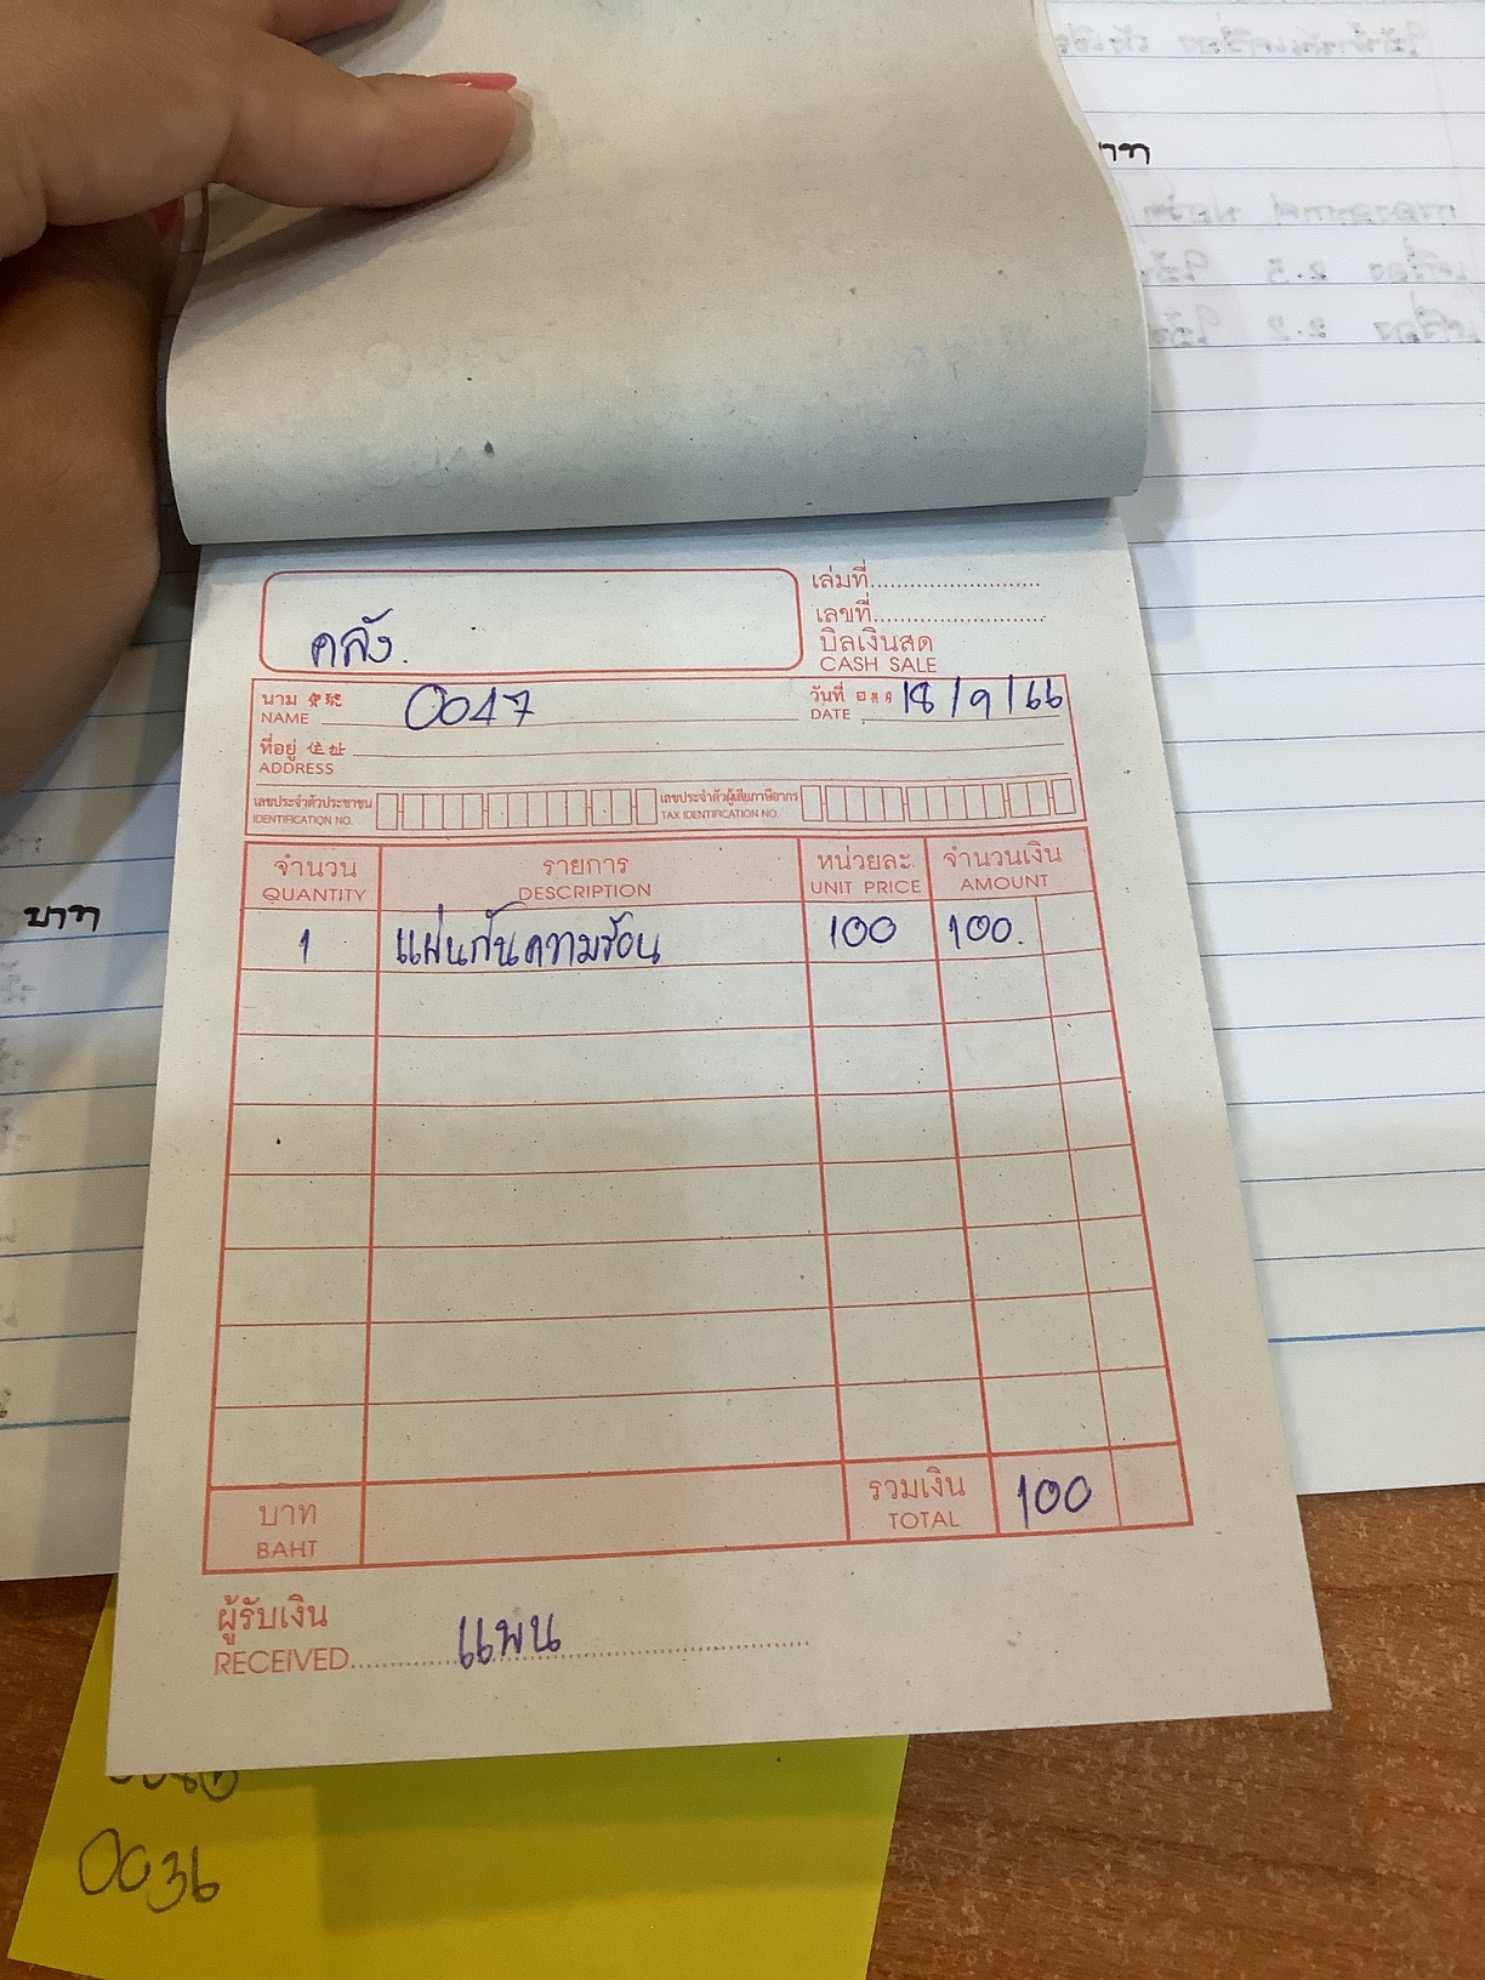 าท
เล่มที่
เลขที่
บิลเงินสด
CASH SALE
คลัง.
นาม
NAME 0047
วันที่
DATE 18/9/66
ที่อยู่ 住址
ADDRESS
เลขประจำตัวประชาชน
IDENTIFICATION NO.
เลขประจำตัวผู้เสียภาษีอากร
TAX IDENTIFICATION NO.
จำนวน รายการ หน่วยละ จำนวนเงิน
QUANTITY DESCRIPTION UNIT PRICE AMOUNT
บาท
1 แผ่นกันความร้อน 100 100.
บาท รวมเงิน 100
BAHT TOTAL
ผู้รับเงิน
RECEIVED แพน
0036